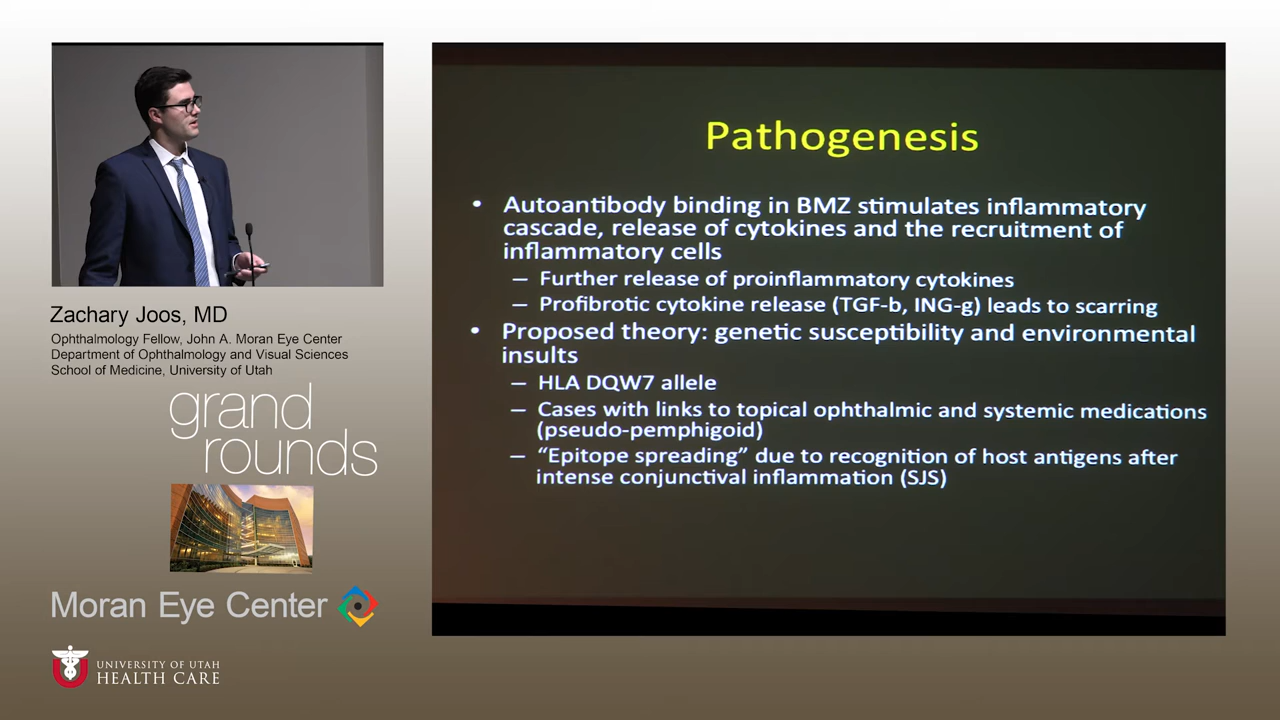 Pathogenesis
• Autoantibody binding in BMZ stimulates inflammatory
cascade, release of cytokines and the recruitment of
inflammatory cells
– Further release of proinflammatory cytokines
– Profibrotic cytokine release (TGF-b, ING-g) leads to scarring
• Proposed theory: genetic susceptibility and environmental
insults
– HLA DQW7 allele
– Cases with links to topical ophthalmic and systemic medications
(pseudo-pemphigoid)
– “Epitope spreading” due to recognition of host antigens after
intense conjunctival inflammation (SJS)
Zachary Joos, MD
Ophthalmology Fellow, John A. Moran Eye Center
Department of Ophthalmology and Visual Sciences
School of Medicine, University of Utah
grand
rounds
Moran Eye Center
UNIVERSITY OF UTAH
HEALTH CARE